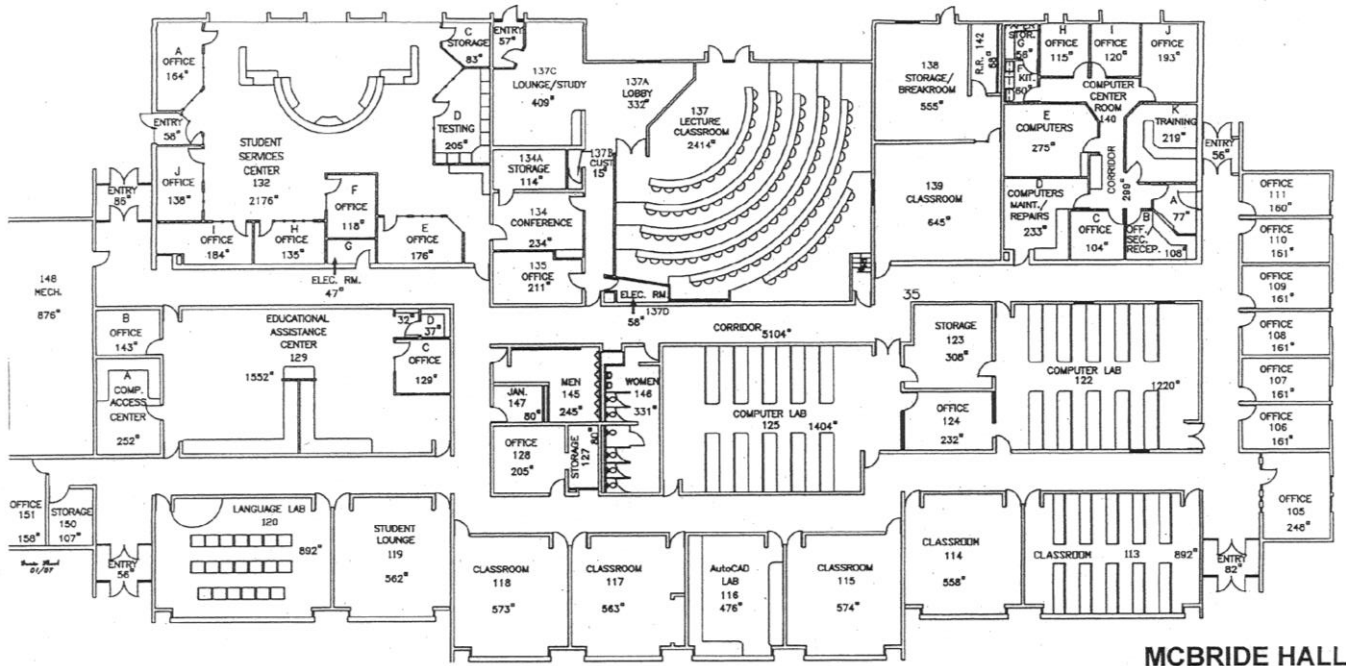 A
OFFICE
164"
C
STORAGE
83"
ENTRY
57"
137C
LOUNGE/STUDY
409"
137A
LOBBY
332"
137
LECTURE
CLASSROOM
2414"
138
STORAGE/
BREAKROOM
555"
R.R. 142
STOR.
G
F
KIT.
60"
H
OFFICE
115"
I
OFFICE
120"
J
OFFICE
193"
COMPUTER
CENTER
ROOM
140
K
TRAINING
219"
E
COMPUTERS
275"
ENTRY
58"
STUDENT
SERVICES
CENTER
132
2176"
D
TESTING
205"
134A
STORAGE
114"
137B
CUST.
15"
ENTRY
56"
J
OFFICE
138"
ENTRY
F
OFFICE
118"
134
CONFERENCE
234"
139
CLASSROOM
645"
D
COMPUTERS
MAINT./
REPAIRS
233"
CORRIDOR
299"
A
77"
C
OFFICE
104"
B
OFF./
SEC.
RECEP.
108"
OFFICE
111
160"
I
OFFICE
184"
H
OFFICE
135"
G
E
OFFICE
176"
135
OFFICE
211"
OFFICE
110
161"
ELEC. RM.
47"
ELEC. RM.
137D
58"
148
MECH.
876"
OFFICE
109
161"
B
OFFICE
143"
EDUCATIONAL
ASSISTANCE
CENTER
129
1552"
32"
D
37"
C
OFFICE
129"
CORRIDOR
5104"
35
STORAGE
123
308"
OFFICE
108
161"
A
COMP.
ACCESS
CENTER
252"
JAN.
147
80"
MEN
145
245"
WOMEN
146
331"
COMPUTER LAB
125
1404"
OFFICE
124
232"
COMPUTER LAB
122
1220"
OFFICE
107
161"
OFFICE
106
161"
OFFICE
128
205"
STORAGE
127
80"
OFFICE
151
158"
STORAGE
150
107"
ENTRY
56"
LANGUAGE LAB
120
892"
STUDENT
LOUNGE
119
562"
CLASSROOM
118
573"
CLASSROOM
117
563"
AutoCAD
LAB
116
476"
CLASSROOM
115
574"
CLASSROOM
114
558"
CLASSROOM
113
892"
OFFICE
105
248"
ENTRY
82"
01/07
MCBRIDE HALL